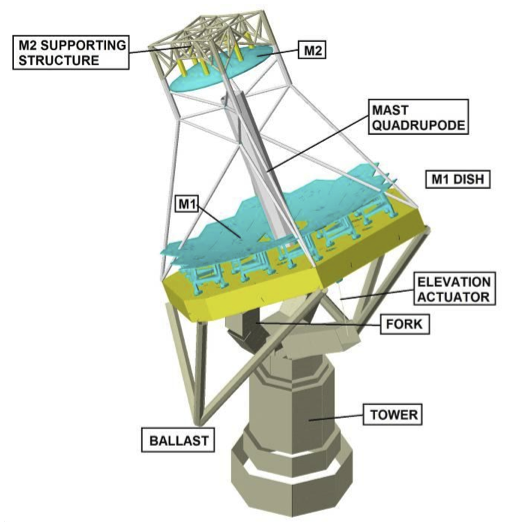 M2 SUPPORTING
STRUCTURE
M2
MAST
QUADRUPODE
M1 DISH
M1
ELEVATION
ACTUATOR
FORK
TOWER
BALLAST